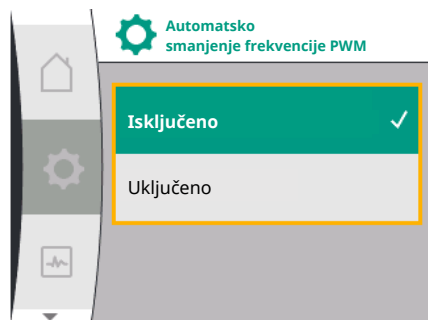 Automatsko
smanjenje frekvencije PWM
Isključeno
Uključeno